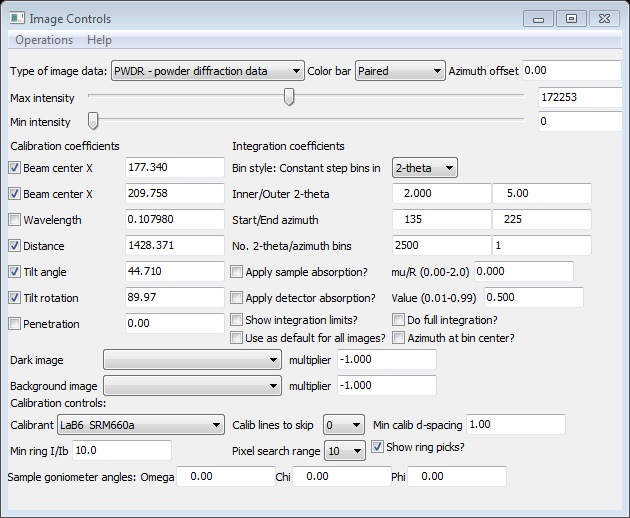 Image Controls
Operations Help
Type of image data: PWDR - powder diffraction data Color bar Paired Azimuth offset 0.00
Max intensity 172253
Min intensity 0
Calibration coefficients Integration coefficients
Beam center X 177.340 Bin style: Constant step bins in 2-theta
Beam center X 209.758 Inner/Outer 2-theta 2.000 5.00
Wavelength 0.107980 Start/End azimuth 135 225
Distance 1428.371 No. 2-theta/azimuth bins 2500 1
Tilt angle 44.710 Apply sample absorption? mu/R (0.00-2.0) 0.000
Tilt rotation 89.97 Apply detector absorption? Value (0.01-0.99) 0.500
Penetration 0.00 Show integration limits? Do full integration?
Use as default for all images? Azimuth at bin center?
Dark image multiplier -1.000
Background image multiplier -1.000
Calibration controls:
Calibrant LaB6 SRM660a Calib lines to skip 0 Min calib d-spacing 1.00
Min ring I/Ib 10.0 Pixel search range 10 Show ring picks?
Sample goniometer angles: Omega 0.00 Chi 0.00 Phi 0.00